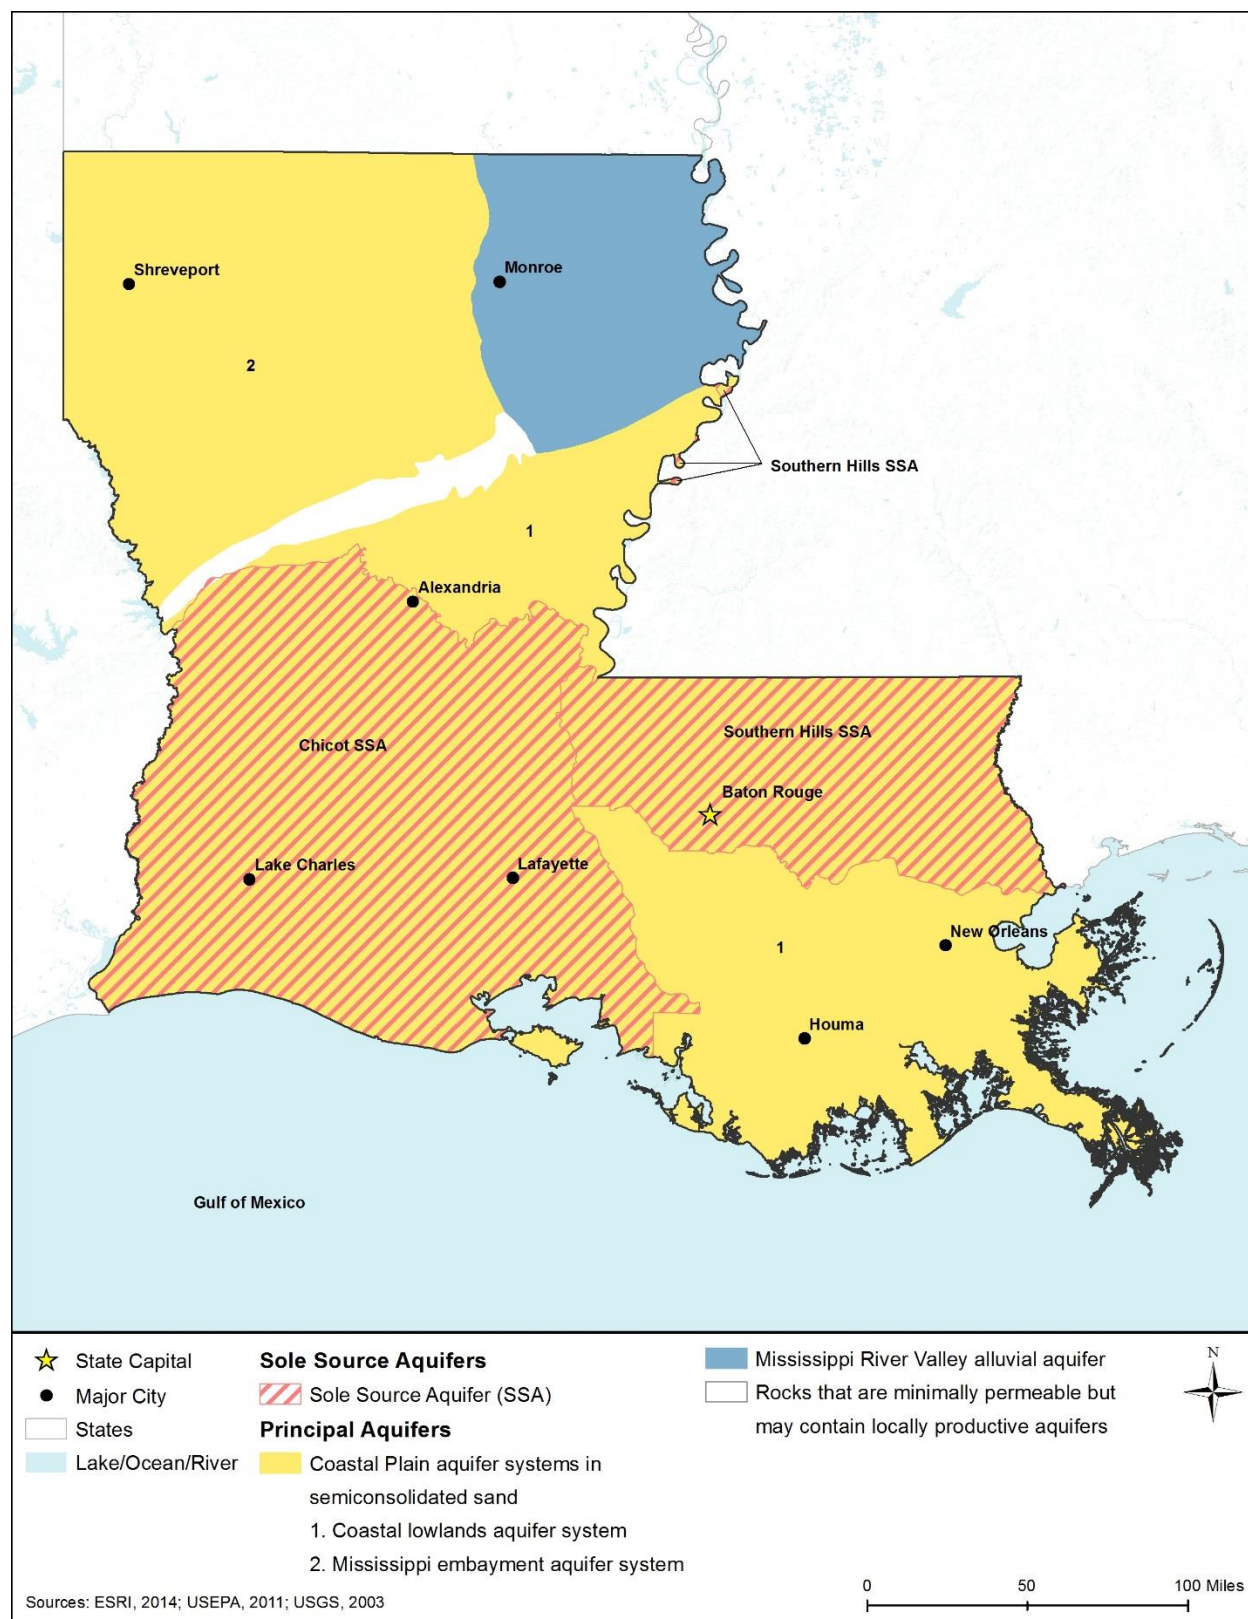 Shreveport
Monroe
2
Southern Hills SSA
1
Alexandria
Chicot SSA
Southern Hills SSA
Baton Rouge
Lake Charles
Lafayette
New Orleans
1
Houma
Gulf of Mexico
State Capital
Major City
States
Lake/Ocean/River
Sole Source Aquifers
Sole Source Aquifer (SSA)
Principal Aquifers
Coastal Plain aquifer systems in
semiconsolidated sand
1. Coastal lowlands aquifer system
2. Mississippi embayment aquifer system
Mississippi River Valley alluvial aquifer
Rocks that are minimally permeable but
may contain locally productive aquifers
N
Sources: ESRI, 2014; USEPA, 2011; USGS, 2003
0 50 100 Miles